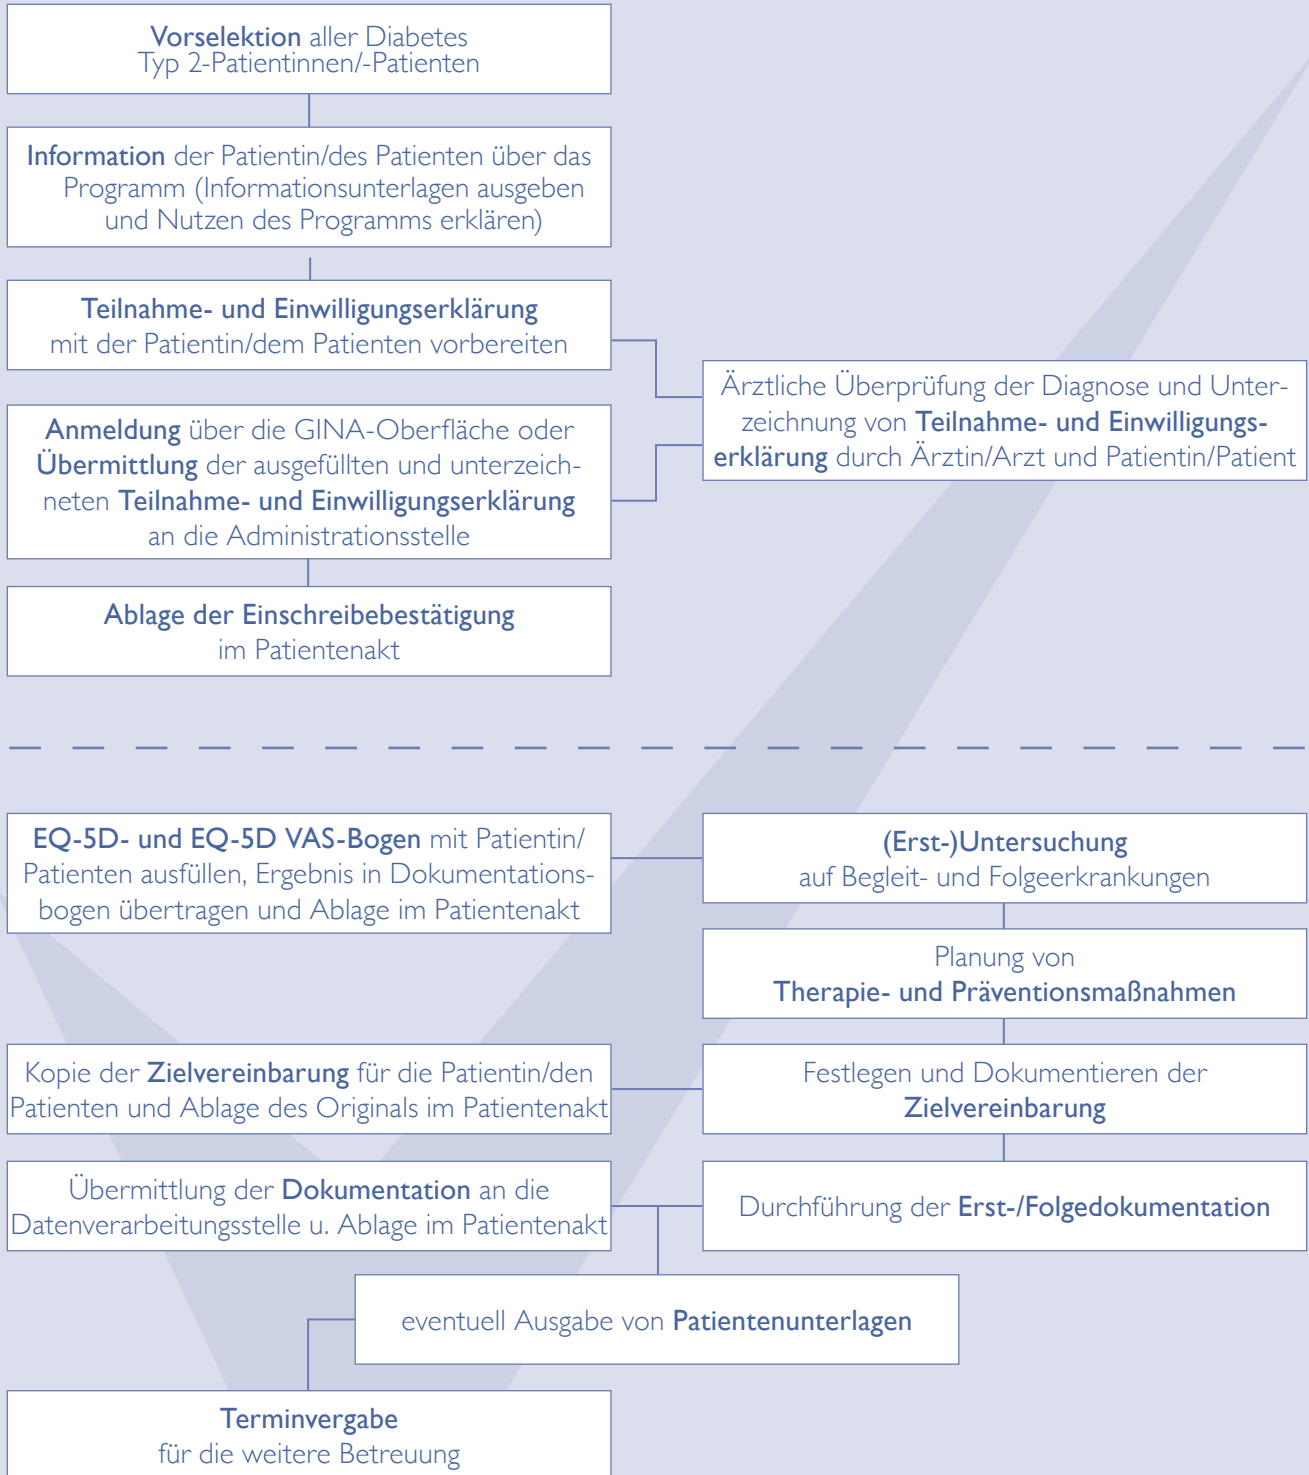 Vorselektion aller Diabetes
Typ 2-Patientinnen/-Patienten
Information der Patientin/des Patienten über das
Programm (Informationsunterlagen ausgeben
und Nutzen des Programms erklären)
Teilnahme- und Einwilligungserklärung
mit der Patientin/dem Patienten vorbereiten
Ärztliche Überprüfung der Diagnose und Unter-
zeichnung von Teilnahme- und Einwilligungs-
erklärung durch Ärztin/Arzt und Patientin/Patient
Anmeldung über die GINA-Oberfläche oder
Übermittlung der ausgefüllten und unterzeich-
neten Teilnahme- und Einwilligungserklärung
an die Administrationsstelle
Ablage der Einschreibebestätigung
im Patientenakt
EQ-5D- und EQ-5D VAS-Bogen mit Patientin/
Patienten ausfüllen, Ergebnis in Dokumentations-
bogen übertragen und Ablage im Patientenakt
(Erst-)Untersuchung
auf Begleit- und Folgeerkrankungen
Planung von
Therapie- und Präventionsmaßnahmen
Festlegen und Dokumentieren der
Zielvereinbarung
Kopie der Zielvereinbarung für die Patientin/den
Patienten und Ablage des Originals im Patientenakt
Durchführung der Erst-/Folgedokumentation
Übermittlung der Dokumentation an die
Datenverarbeitungsstelle u. Ablage im Patientenakt
eventuell Ausgabe von Patientenunterlagen
Terminvergabe
für die weitere Betreuung